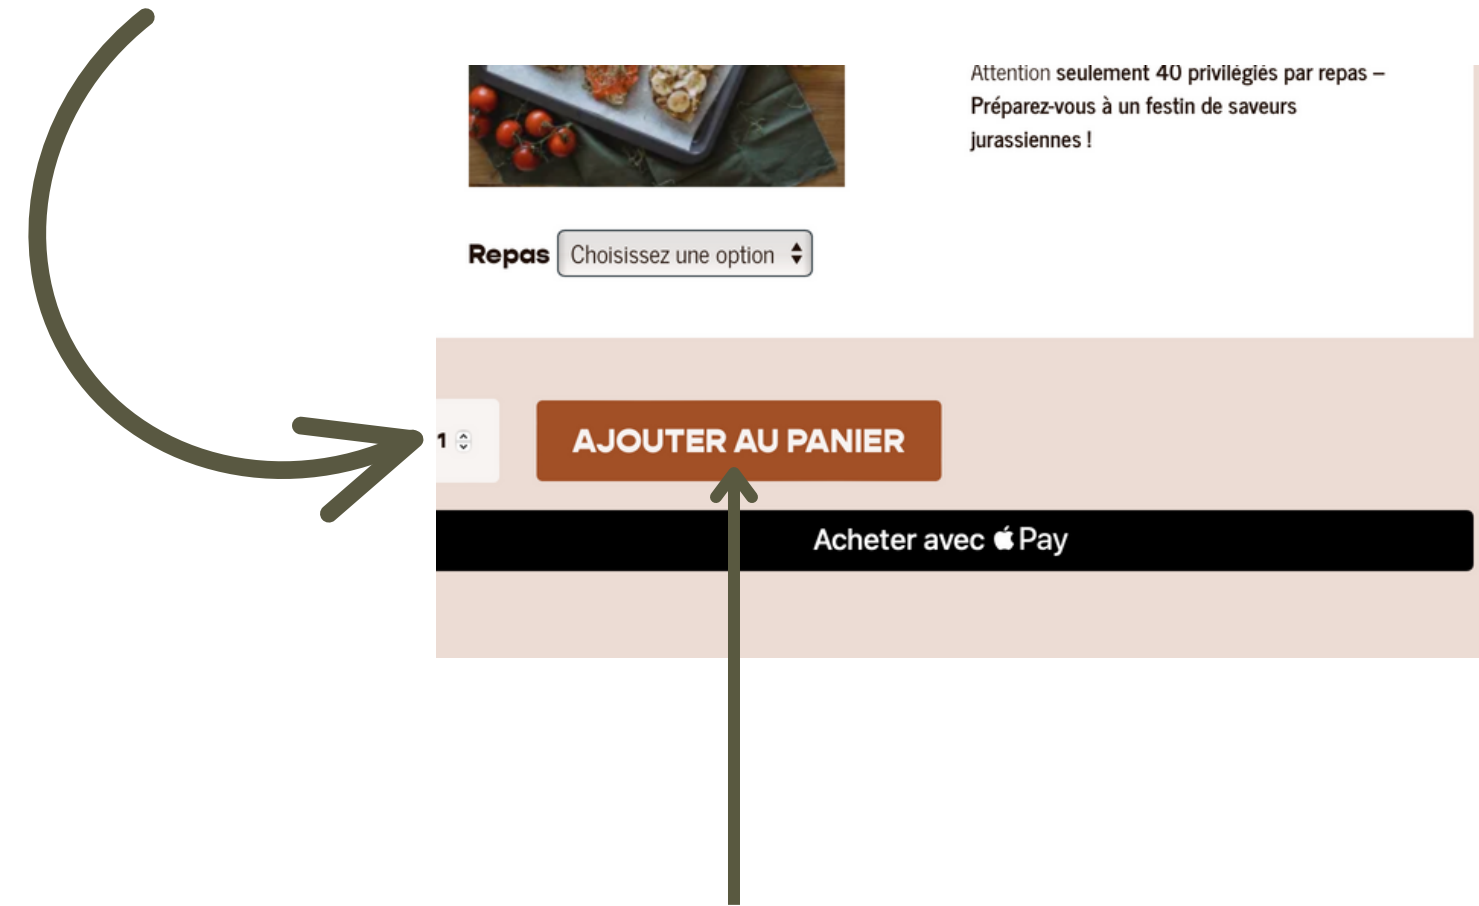 Attention seulement 40 privilégiés par repas –
Préparez-vous à un festin de saveurs
jurassiennes !
Repas Choisissez une option
1 AJOUTER AU PANIER
Acheter avec Pay